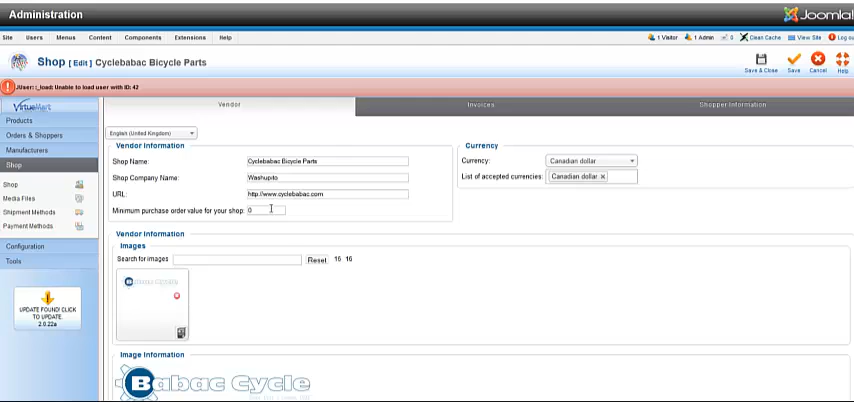 Administration
Joomla!
Site Users Menus Content Components Extensions Help
1 Visitor 1 Admin 0 Clean Cache View Site Log ou
Shop [ Edit ] Cyclebabac Bicycle Parts
Save & Close Save Cancel Help
JUser: :_load: Unable to load user with ID: 42
VirtueMart
Vendor Invoices Shopper Information
Products
Orders & Shoppers
Manufacturers
Shop
Shop
Media Files
Shipment Methods
Payment Methods
Configuration
Tools
UPDATE FOUND! CLICK
TO UPDATE.
2.0.22a
English (United Kingdom)
Vendor Information
Shop Name: Cyclebabac Bicycle Parts
Shop Company Name: Washupito
URL: http://www.cyclebabac.com
Minimum purchase order value for your shop: 0
Currency
Currency: Canadian dollar
List of accepted currencies: Canadian dollar x
Vendor Information
Images
Search for images Reset 16 16
Image Information
Babac Cycle